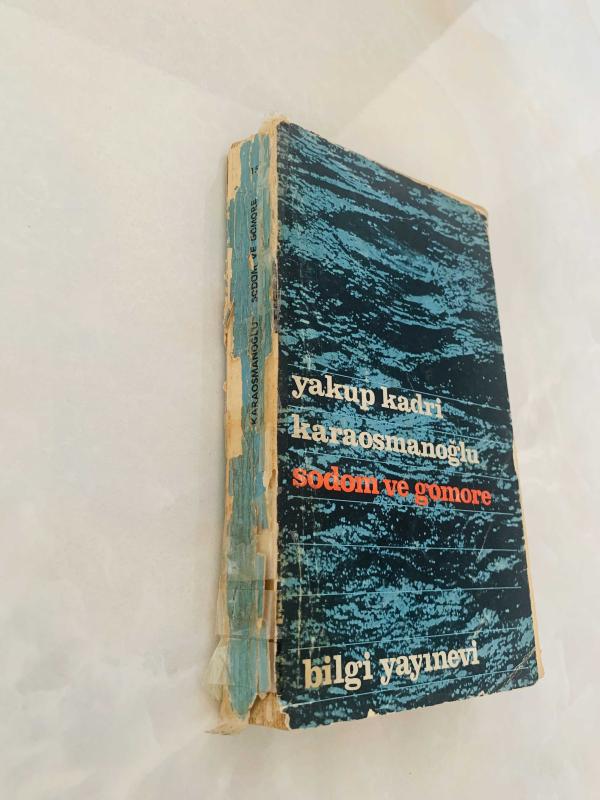 yakup kadri
karaosmanoğlu
sodom ve gomore
bilgi yayınevi
KARAOSMANOĞLU SODOM VE GOMORE